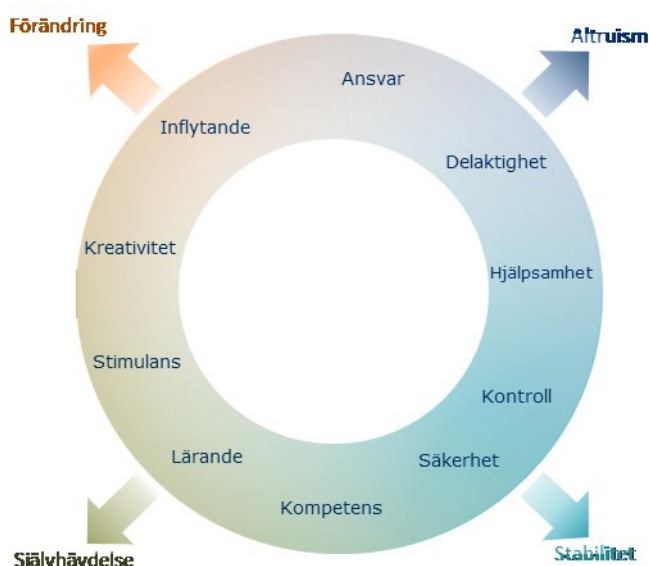 Förändring
Altruism
Ansvar
Inflytande
Delaktighet
Kreativitet
Hjälpsamhet
Stimulans
Kontroll
Lärande
Säkerhet
Kompetens
Självhävdelse
Stabilitet